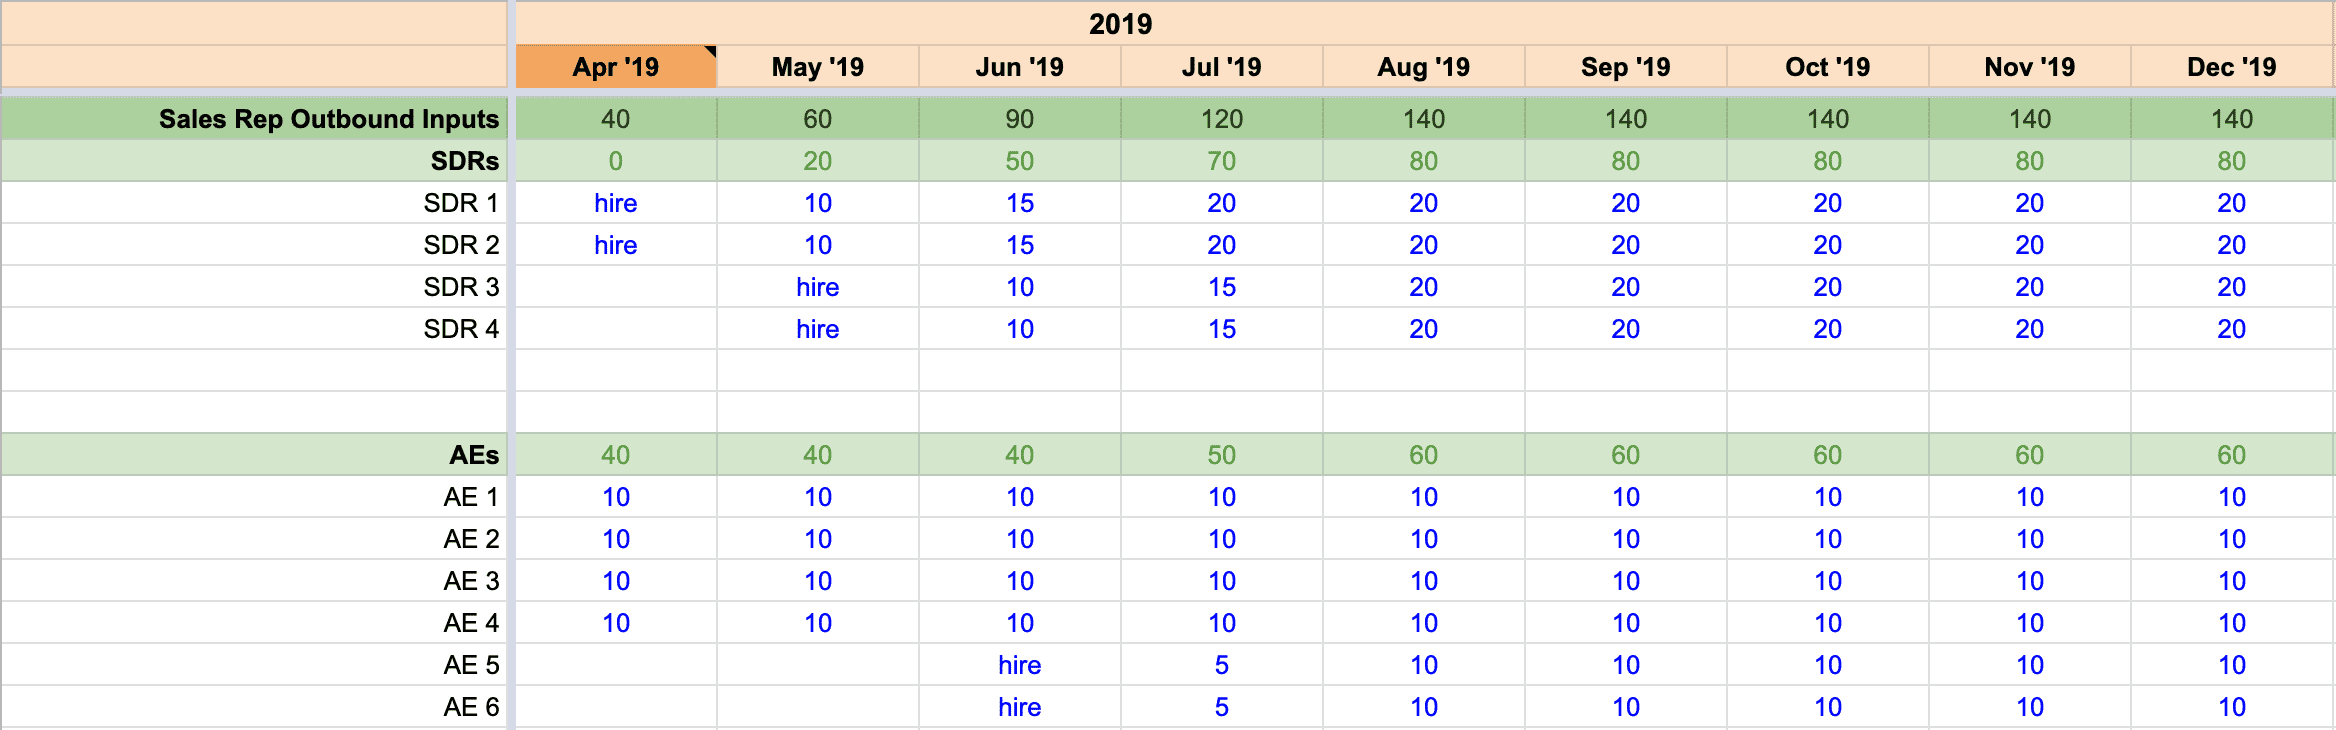 2019
Apr '19 May '19 Jun '19 Jul '19 Aug '19 Sep '19 Oct '19 Nov '19 Dec '19
Sales Rep Outbound Inputs 40 60 90 120 140 140 140 140 140
SDRs 0 20 50 70 80 80 80 80 80
SDR 1 hire 10 15 20 20 20 20 20 20
SDR 2 hire 10 15 20 20 20 20 20 20
SDR 3 hire 10 15 20 20 20 20 20
SDR 4 hire 10 15 20 20 20 20 20
AEs 40 40 40 50 60 60 60 60 60
AE 1 10 10 10 10 10 10 10 10 10
AE 2 10 10 10 10 10 10 10 10 10
AE 3 10 10 10 10 10 10 10 10 10
AE 4 10 10 10 10 10 10 10 10 10
AE 5 hire 5 10 10 10 10 10
AE 6 hire 5 10 10 10 10 10